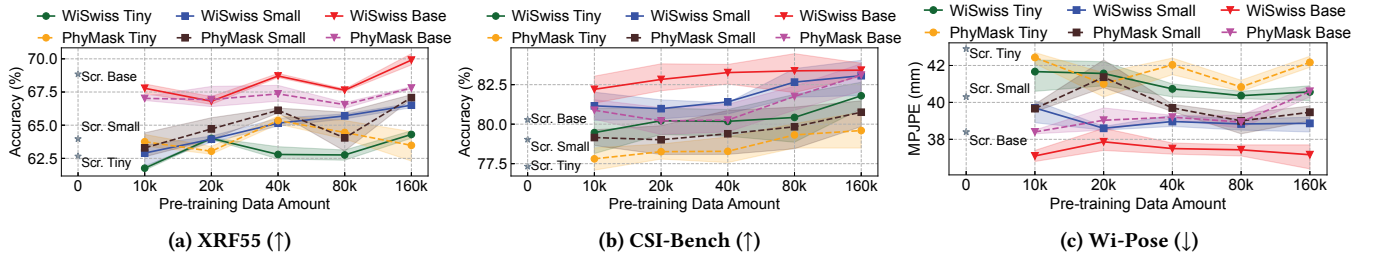 WiSwiss Tiny WiSwiss Small WiSwiss Base
PhyMask Tiny PhyMask Small PhyMask Base
Accuracy (%)
70.0
67.5
65.0
62.5
Scr. Base
Scr. Small
Scr. Tiny
0 10k 20k 40k 80k 160k
Pre-training Data Amount
(a) XRF55 (↑)
WiSwiss Tiny WiSwiss Small WiSwiss Base
PhyMask Tiny PhyMask Small PhyMask Base
Accuracy (%)
82.5
80.0
77.5
Scr. Base
Scr. Small
Scr. Tiny
0 10k 20k 40k 80k 160k
Pre-training Data Amount
(b) CSI-Bench (↑)
WiSwiss Tiny WiSwiss Small WiSwiss Base
PhyMask Tiny PhyMask Small PhyMask Base
MPJPE (mm)
42
40
38
Scr. Tiny
Scr. Small
Scr. Base
0 10k 20k 40k 80k 160k
Pre-training Data Amount
(c) Wi-Pose (↓)